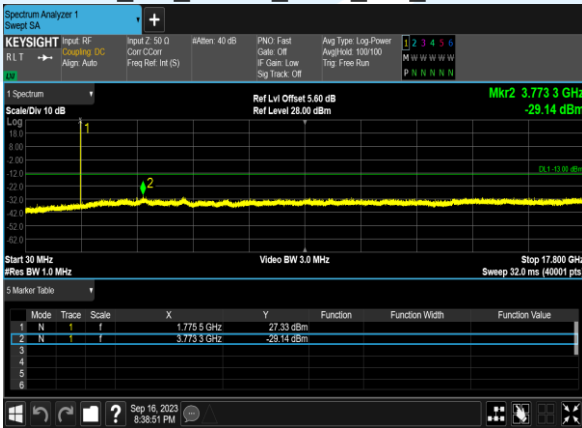 Spectrum Analyzer 1
Swept SA
KEYSIGHT Input: RF Input Z: 50 Ω #Atten: 40 dB PNO: Fast Avg Type: Log-Power 1 2 3 4 5 6
RLT Coupling: DC Corr CCorr Gate: Off Avg|Hold: 100/100 M W W W W W
Align: Auto Freq Ref: Int (S) IF Gain: Low Trig: Free Run
LU Sig Track: Off P N N N N N
1 Spectrum Ref Lvl Offset 5.60 dB Mkr2 3.773 3 GHz
Scale/Div 10 dB Ref Level 28.00 dBm -29.14 dBm
Log
18.0 1
8.00
-2.00
-12.0 DL1 -13.00 dBm
-22.0 2
-32.0
-42.0
-52.0
-62.0
Start 30 MHz Video BW 3.0 MHz Stop 17.800 GHz
#Res BW 1.0 MHz Sweep 32.0 ms (40001 pts
5 Marker Table
Mode Trace Scale X Y Function Function Width Function Value
1 N 1 f 1.775 5 GHz 27.33 dBm
2 N 1 f 3.773 3 GHz -29.14 dBm
3
4
5
6
? Sep 16, 2023
8:38:51 PM